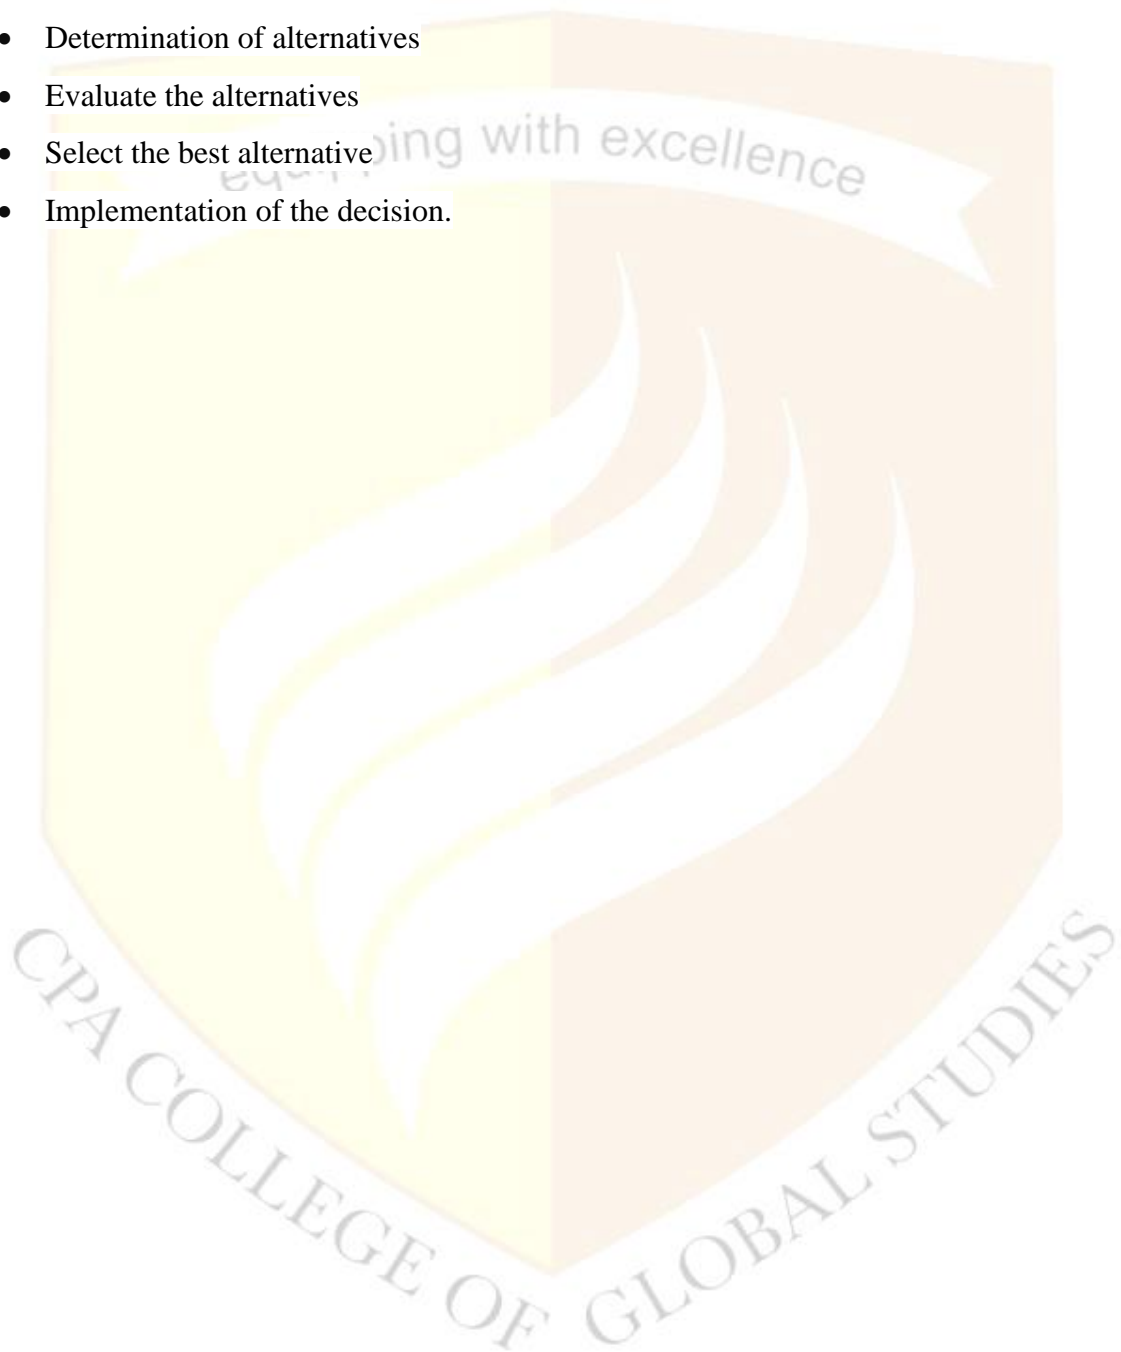 • Determination of alternatives
• Evaluate the alternatives
• Select the best alternative
• Implementation of the decision.
with excellence
CPA COLLEGE OF GLOBAL STUDIES